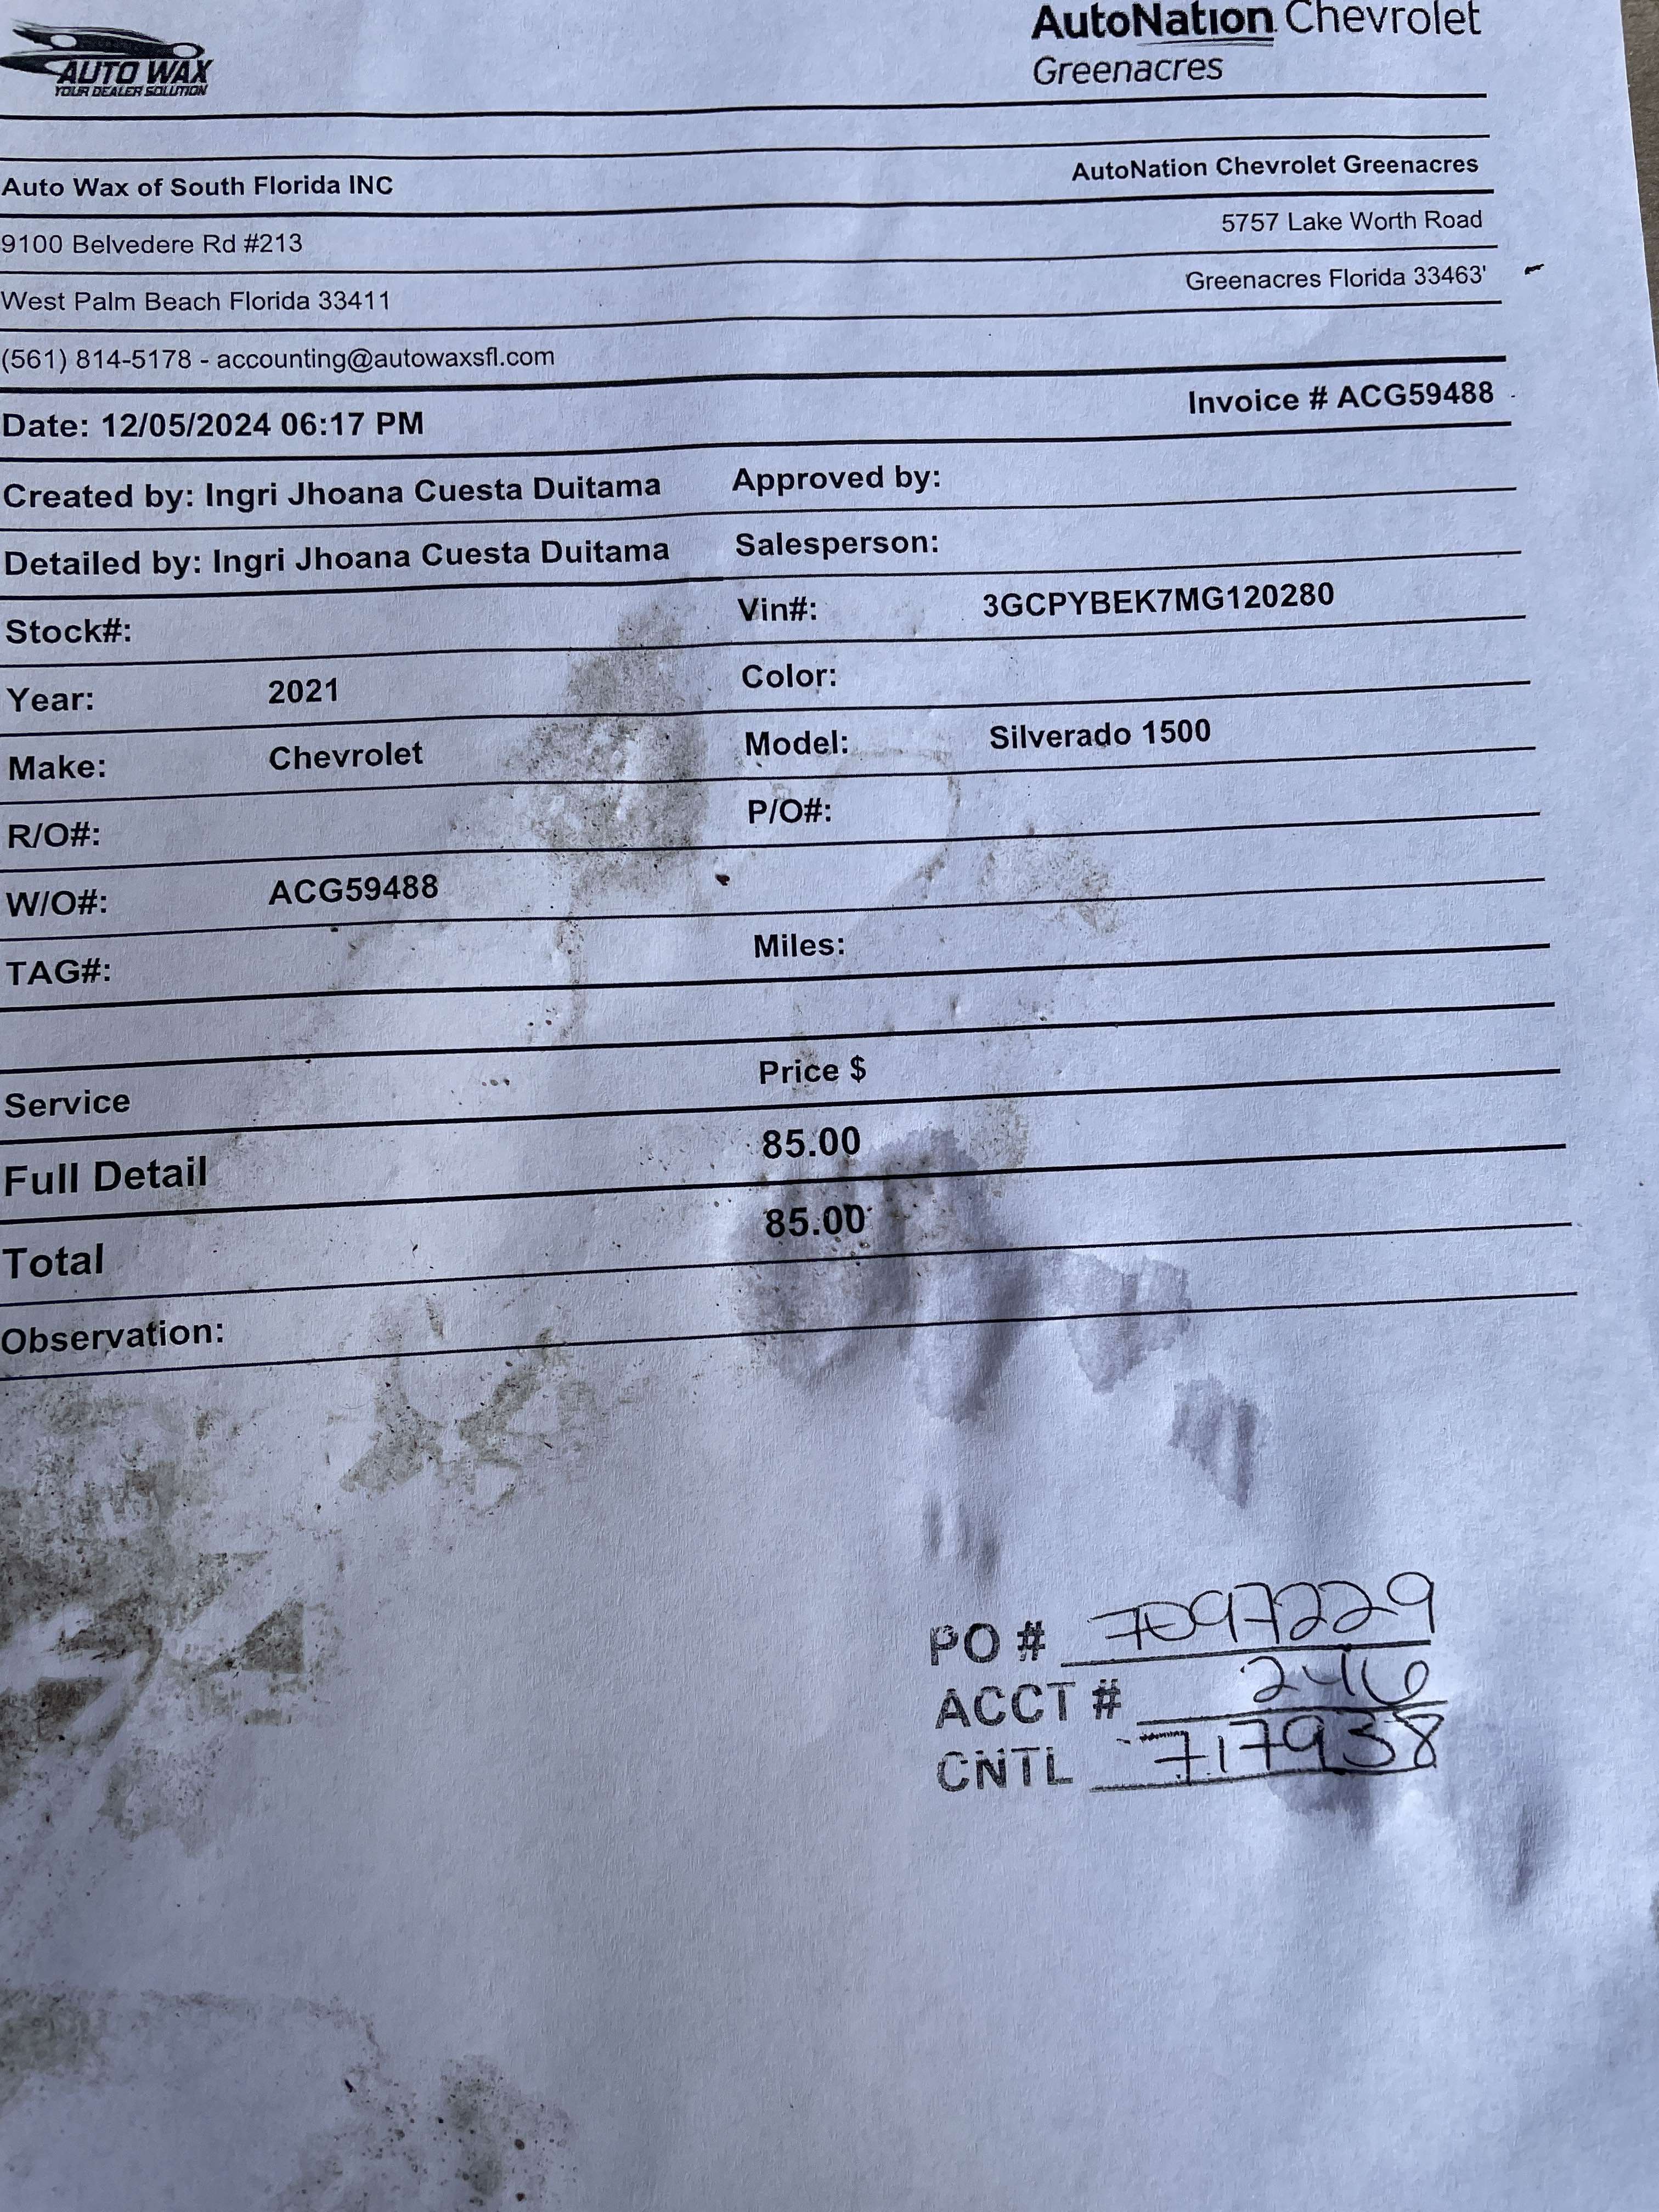 AUTO WAX
YOUR DEALER SOLUTION
AutoNation Chevrolet
Greenacres
Auto Wax of South Florida INC
AutoNation Chevrolet Greenacres
9100 Belvedere Rd #213
5757 Lake Worth Road
West Palm Beach Florida 33411
Greenacres Florida 33463'
(561) 814-5178 - accounting@autowaxsfl.com
Date: 12/05/2024 06:17 PM
Invoice # ACG59488
Created by: Ingri Jhoana Cuesta Duitama
Approved by:
Detailed by: Ingri Jhoana Cuesta Duitama
Salesperson:
Stock#:
Vin#: 3GCPYBEK7MG120280
Year: 2021
Color:
Make: Chevrolet
Model: Silverado 1500
R/O#:
P/O#:
W/O#: ACG59488
TAG#:
Miles:
Service Price $
Full Detail 85.00
Total 85.00
Observation:
PO # 7097229
ACCT # 246
CNTL 717938